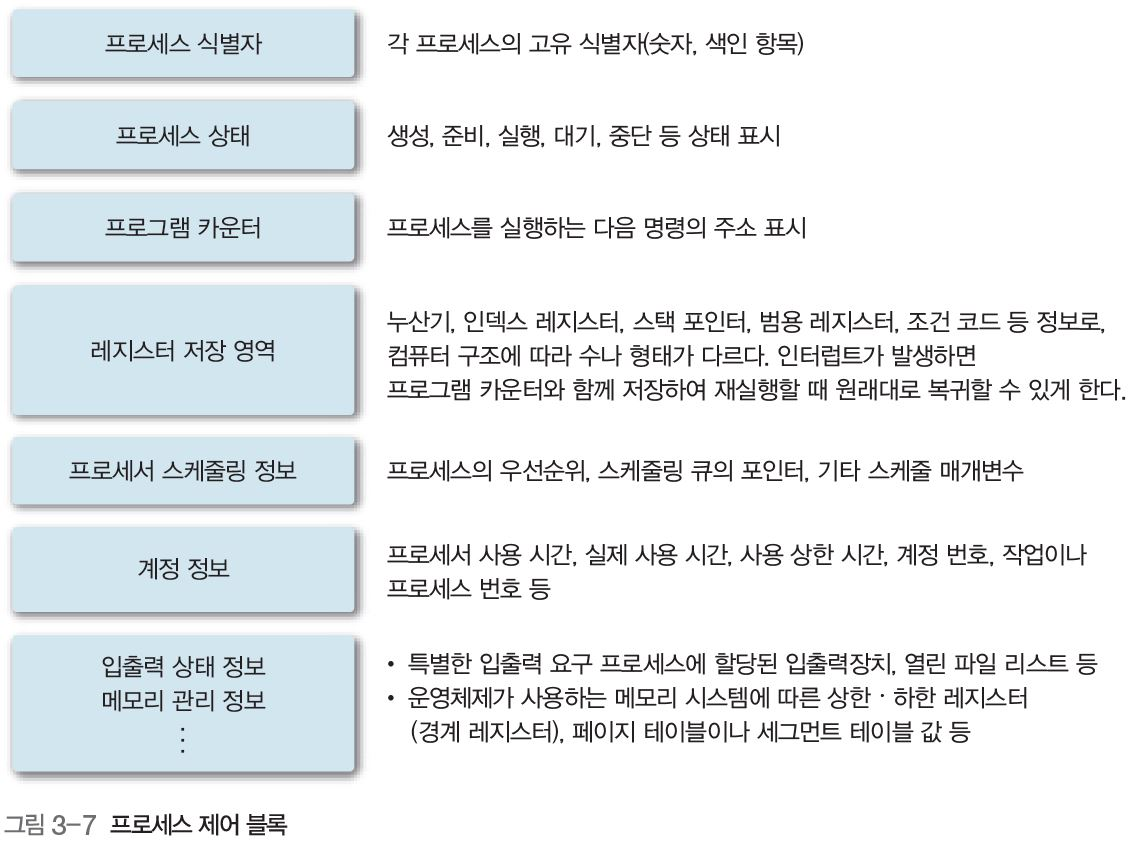 프로세스 식별자
각 프로세스의 고유 식별자(숫자, 색인 항목)
프로세스 상태
생성, 준비, 실행, 대기, 중단 등 상태 표시
프로그램 카운터
프로세스를 실행하는 다음 명령의 주소 표시
레지스터 저장 영역
누산기, 인덱스 레지스터, 스택 포인터, 범용 레지스터, 조건 코드 등 정보로,
컴퓨터 구조에 따라 수나 형태가 다르다. 인터럽트가 발생하면
프로그램 카운터와 함께 저장하여 재실행할 때 원래대로 복귀할 수 있게 한다.
프로세서 스케줄링 정보
프로세스의 우선순위, 스케줄링 큐의 포인터, 기타 스케줄 매개변수
계정 정보
프로세서 사용 시간, 실제 사용 시간, 사용 상한 시간, 계정 번호, 작업이나
프로세스 번호 등
입출력 상태 정보
메모리 관리 정보
⋮
• 특별한 입출력 요구 프로세스에 할당된 입출력장치, 열린 파일 리스트 등
• 운영체제가 사용하는 메모리 시스템에 따른 상한 · 하한 레지스터
(경계 레지스터), 페이지 테이블이나 세그먼트 테이블 값 등
그림 3-7 프로세스 제어 블록